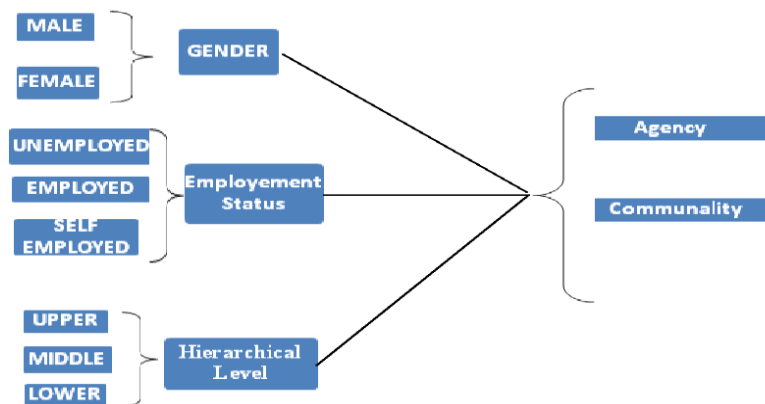 MALE
FEMALE
GENDER
UNEMPLOYED
EMPLOYED
SELF
EMPLOYED
Employement
Status
UPPER
MIDDLE
LOWER
Hierarchical
Level
Agency
Communality